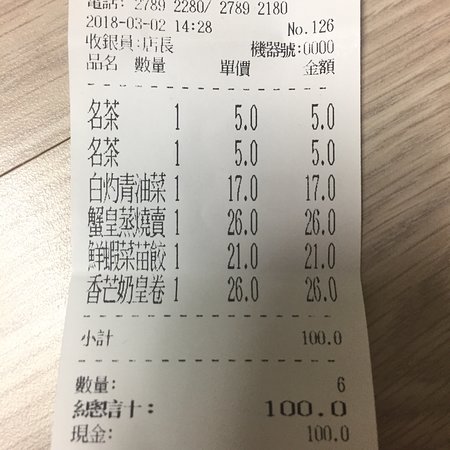 電話: 2789 2280/ 2789 2180
2018-03-02 14:28 No.126
收銀員:店長 機器號:0000
品名 數量 單價 金額
名茶 1 5.0 5.0
名茶 1 5.0 5.0
白灼青油菜 1 17.0 17.0
蟹皇蒸燒賣 1 26.0 26.0
鮮蝦菜苗餃 1 21.0 21.0
香芒奶皇卷 1 26.0 26.0
小計 100.0
數量: 6
總計: 100.0
現金: 100.0